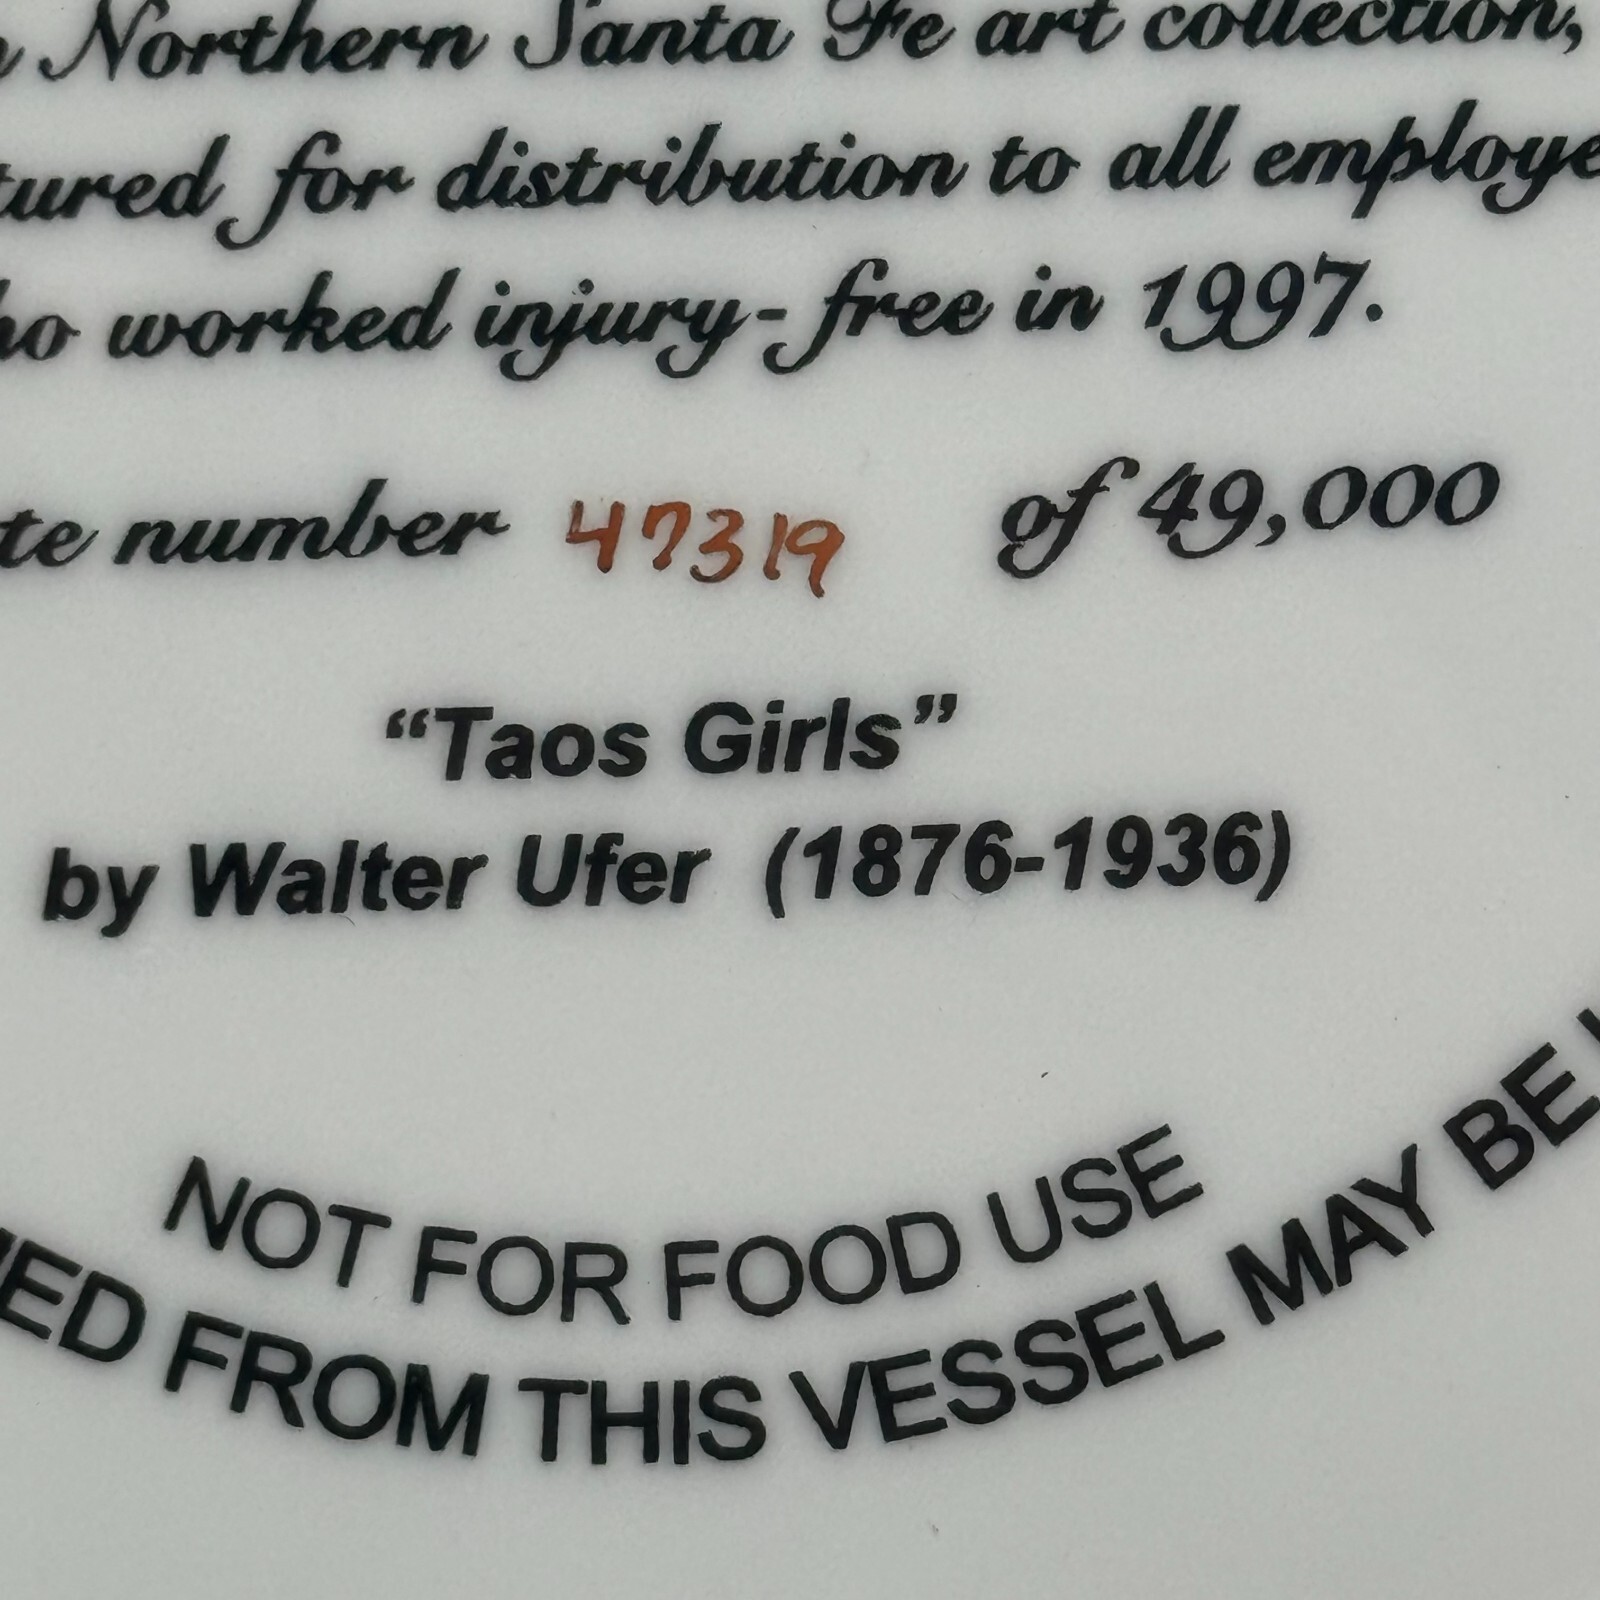 Northern Santa Fe art collection,
tured for distribution to all employe
ho worked injury-free in 1997.
te number 47319 of 49,000
“Taos Girls”
by Walter Ufer (1876-1936)
NOT FOR FOOD USE
ED FROM THIS VESSEL MAY BE